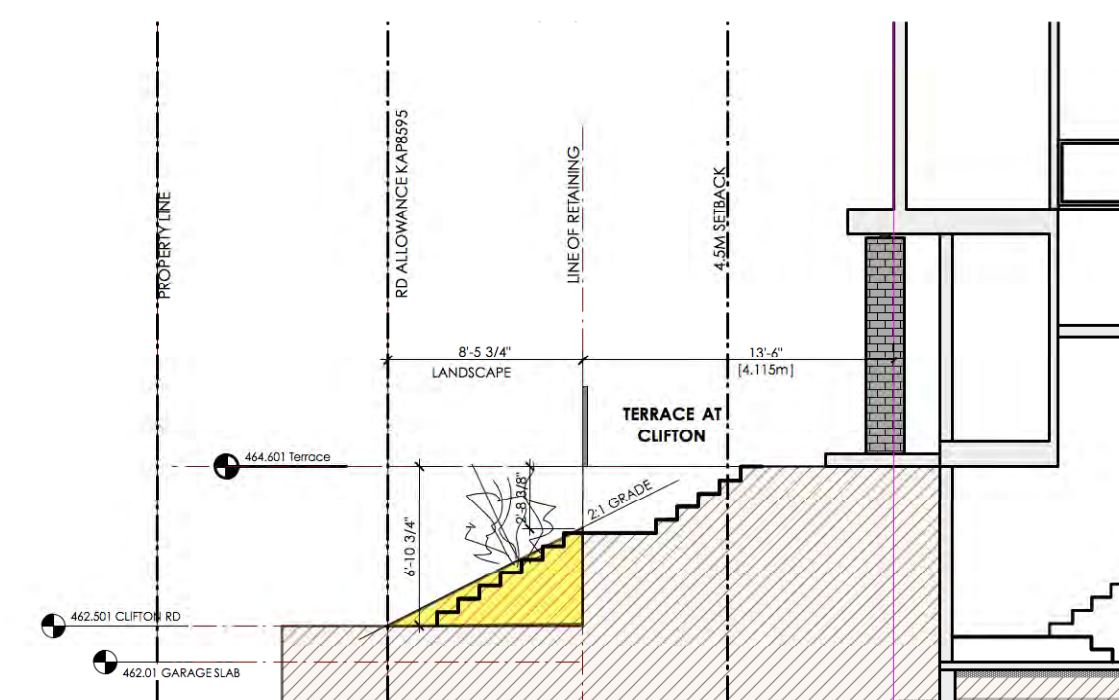 PROPERTY LINE
RD ALLOWANCE KAP8595
LINE OF RETAINING
4.5M SETBACK
8'-5 3/4"
LANDSCAPE
13'-6"
[4.115m]
TERRACE AT
CLIFTON
464.601 Terrace
2'-8 3/8"
2:1 GRADE
6'-10 3/4"
462.501 CLIFTON RD
462.01 GARAGE SLAB